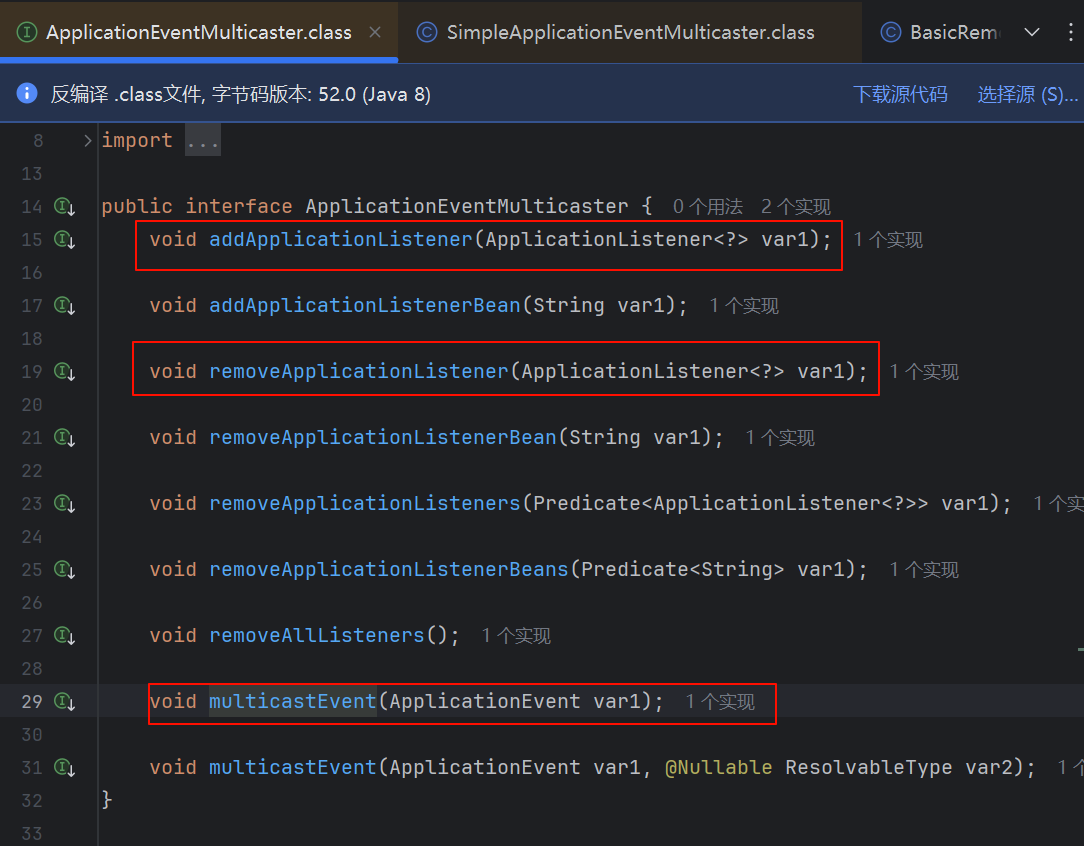 ApplicationEventMulticaster.class SimpleApplicationEventMulticaster.class BasicRem
反编译 .class文件, 字节码版本: 52.0 (Java 8) 下载源代码 选择源 (S)...
8 import ...
13
14 public interface ApplicationEventMulticaster { 0 个用法 2 个实现
15 void addApplicationListener(ApplicationListener<?> var1); 1 个实现
16
17 void addApplicationListenerBean(String var1); 1 个实现
18
19 void removeApplicationListener(ApplicationListener<?> var1); 1 个实现
20
21 void removeApplicationListenerBean(String var1); 1 个实现
22
23 void removeApplicationListeners(Predicate<ApplicationListener<?>> var1); 1 个实
24
25 void removeApplicationListenerBeans(Predicate<String> var1); 1 个实现
26
27 void removeAllListeners(); 1 个实现
28
29 void multicastEvent(ApplicationEvent var1); 1 个实现
30
31 void multicastEvent(ApplicationEvent var1, @Nullable ResolvableType var2); 1 个
32 }
33